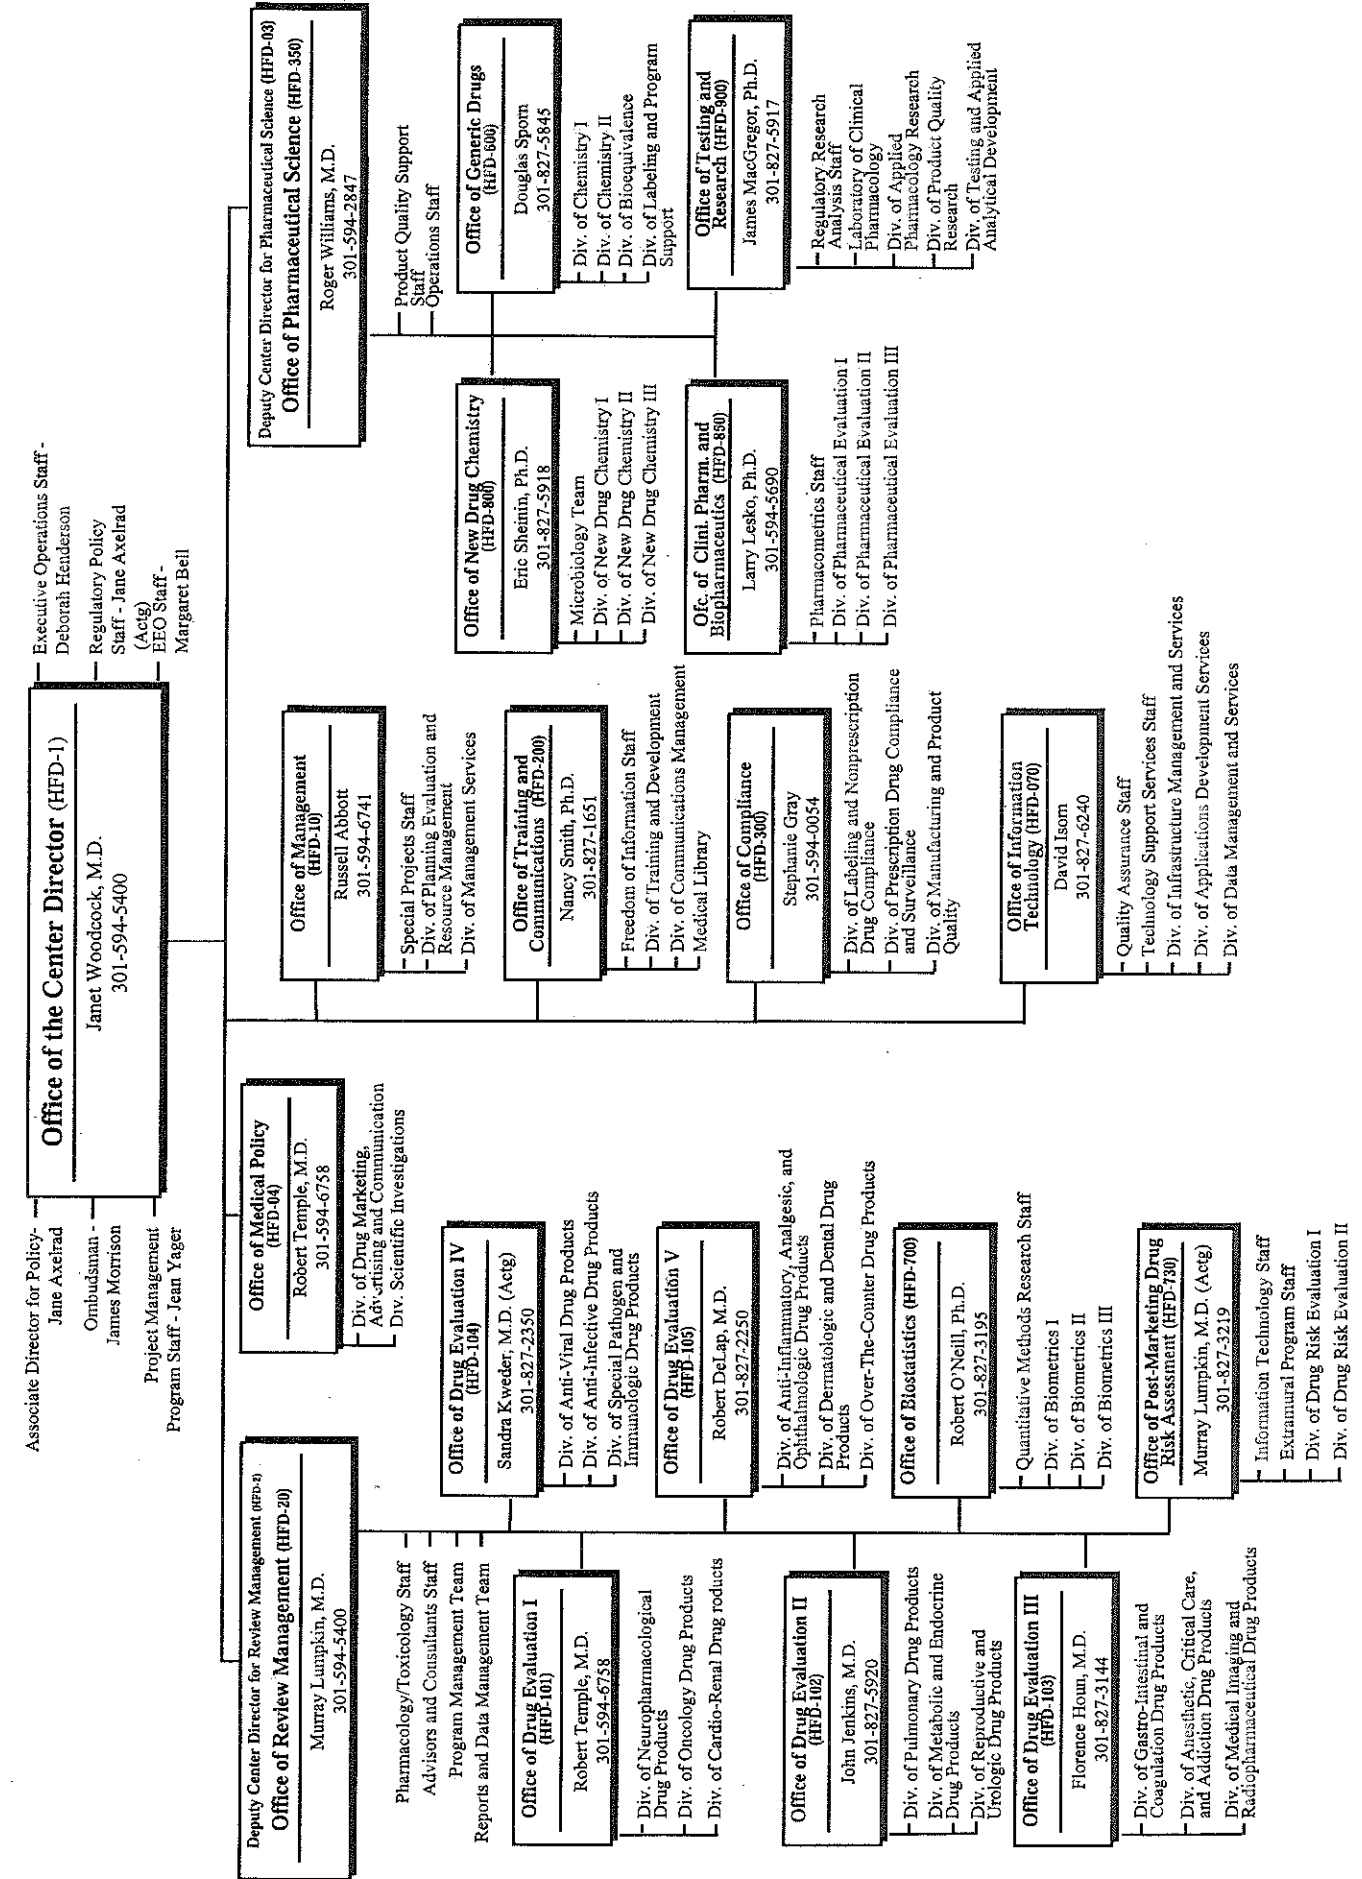 Office of the Center Director (HFD-1)
Janet Woodcock, M.D.
301-594-5400
Associate Director for Policy-
Jane Axelrad
Ombudsman -
James Morrison
Project Management
Program Staff - Jean Yager
Executive Operations Staff -
Deborah Henderson
Regulatory Policy
Staff - Jane Axelrad
(Actg)
EEO Staff -
Margaret Bell
Deputy Center Director for Review Management (HFD-2)
Office of Review Management (HFD-20)
Murray Lumpkin, M.D.
301-594-5400
Pharmacology/Toxicology Staff
Advisors and Consultants Staff
Program Management Team
Reports and Data Management Team
Office of Drug Evaluation I
(HFD-101)
Robert Temple, M.D.
301-594-6758
Div. of Neuropharmacological
Drug Products
Div. of Oncology Drug Products
Div. of Cardio-Renal Drug roducts
Office of Drug Evaluation II
(HFD-102)
John Jenkins, M.D.
301-827-5920
Div. of Pulmonary Drug Products
Div. of Metabolic and Endocrine
Drug Products
Div. of Reproductive and
Urologic Drug Products
Office of Drug Evaluation III
(HFD-103)
Florence Houn, M.D.
301-827-3144
Div. of Gastro-Intestinal and
Coagulation Drug Products
Div. of Anesthetic, Critical Care,
and Addiction Drug Products
Div. of Medical Imaging and
Radiopharmaceutical Drug Products
Office of Drug Evaluation IV
(HFD-104)
Sandra Kweder, M.D. (Actg)
301-827-2350
Div. of Anti-Viral Drug Products
Div. of Anti-Infective Drug Products
Div. of Special Pathogen and
Immunologic Drug Products
Office of Drug Evaluation V
(HFD-105)
Robert DeLap, M.D.
301-827-2250
Div. of Anti-Inflammatory, Analgesic, and
Ophthalmologic Drug Products
Div. of Dermatologic and Dental Drug
Products
Div. of Over-The-Counter Drug Products
Office of Biostatistics (HFD-700)
Robert O'Neill, Ph.D.
301-827-3195
Quantitative Methods Research Staff
Div. of Biometrics I
Div. of Biometrics II
Div. of Biometrics III
Office of Post-Marketing Drug
Risk Assessment (HFD-730)
Murray Lumpkin, M.D. (Actg)
301-827-3219
Information Technology Staff
Extramural Program Staff
Div. of Drug Risk Evaluation I
Div. of Drug Risk Evaluation II
Office of Medical Policy
(HFD-04)
Robert Temple, M.D.
301-594-6758
Div. of Drug Marketing,
Advertising and Communication
Div. Scientific Investigations
Office of Management
(HFD-10)
Russell Abbott
301-594-6741
Special Projects Staff
Div. of Planning Evaluation and
Resource Management
Div. of Management Services
Office of Training and
Communications (HFD-200)
Nancy Smith, Ph.D.
301-827-1651
Freedom of Information Staff
Div. of Training and Development
Div. of Communications Management
Medical Library
Office of Compliance
(HFD-300)
Stephanie Gray
301-594-0054
Div. of Labeling and Nonprescription
Drug Compliance
Div. of Prescription Drug Compliance
and Surveillance
Div. of Manufacturing and Product
Quality
Office of Information
Technology (HFD-070)
David Isom
301-827-6240
Quality Assurance Staff
Technology Support Services Staff
Div. of Infrastructure Management and Services
Div. of Applications Development Services
Div. of Data Management and Services
Deputy Center Director for Pharmaceutical Science (HFD-03)
Office of Pharmaceutical Science (HFD-350)
Roger Williams, M.D.
301-594-2847
Product Quality Support
Staff
Operations Staff
Office of New Drug Chemistry
(HFD-800)
Eric Sheinin, Ph.D.
301-827-5918
Microbiology Team
Div. of New Drug Chemistry I
Div. of New Drug Chemistry II
Div. of New Drug Chemistry III
Office of Generic Drugs
(HFD-600)
Douglas Sporn
301-827-5845
Div. of Chemistry I
Div. of Chemistry II
Div. of Bioequivalence
Div. of Labeling and Program
Support
Ofc. of Clini. Pharm. and
Biopharmaceutics (HFD-850)
Larry Lesko, Ph.D.
301-594-5690
Pharmacometrics Staff
Div. of Pharmaceutical Evaluation I
Div. of Pharmaceutical Evaluation II
Div. of Pharmaceutical Evaluation III
Office of Testing and
Research (HFD-900)
James MacGregor, Ph.D.
301-827-5917
Regulatory Research
Analysis Staff
Laboratory of Clinical
Pharmacology
Div. of Applied
Pharmacology Research
Div. of Product Quality
Research
Div. of Testing and Applied
Analytical Development